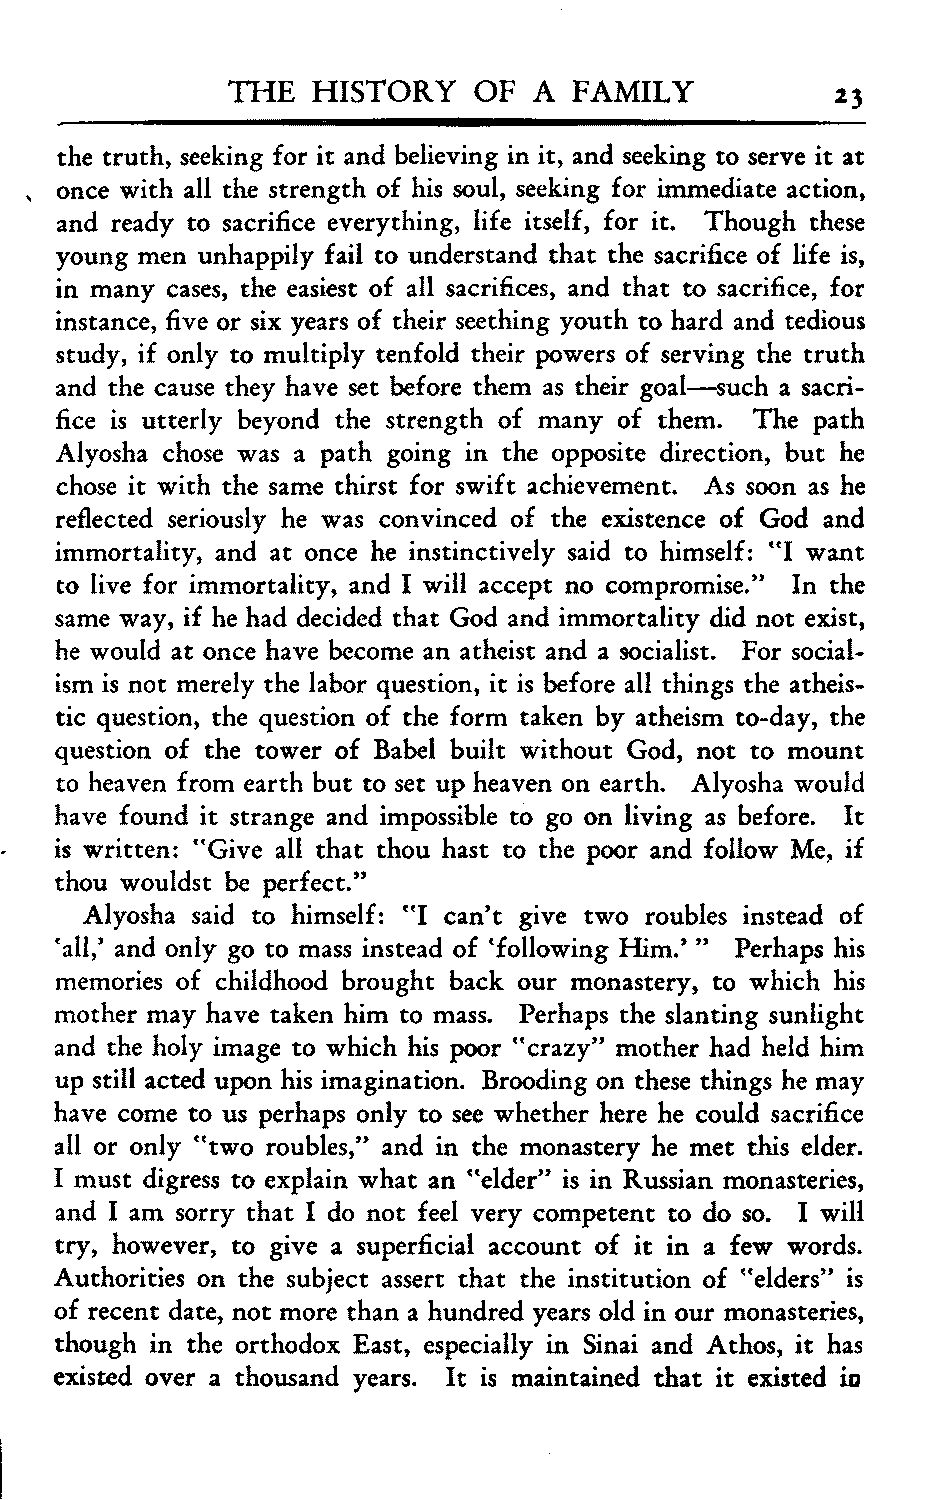 THE HISTORY OF A FAMILY 23
the truth, seeking for it and believing in it, and seeking to serve it at
once with all the strength of his soul, seeking for immediate action,
and ready to sacrifice everything, life itself, for it. Though these
young men unhappily fail to understand that the sacrifice of life is,
in many cases, the easiest of all sacrifices, and that to sacrifice, for
instance, five or six years of their seething youth to hard and tedious
study, if only to multiply tenfold their powers of serving the truth
and the cause they have set before them as their goal—such a sacri-
fice is utterly beyond the strength of many of them. The path
Alyosha chose was a path going in the opposite direction, but he
chose it with the same thirst for swift achievement. As soon as he
reflected seriously he was convinced of the existence of God and
immortality, and at once he instinctively said to himself: "I want
to live for immortality, and I will accept no compromise." In the
same way, if he had decided that God and immortality did not exist,
he would at once have become an atheist and a socialist. For social-
ism is not merely the labor question, it is before all things the atheis-
tic question, the question of the form taken by atheism to-day, the
question of the tower of Babel built without God, not to mount
to heaven from earth but to set up heaven on earth. Alyosha would
have found it strange and impossible to go on living as before. It
is written: "Give all that thou hast to the poor and follow Me, if
thou wouldst be perfect."
Alyosha said to himself: "I can't give two roubles instead of
'all,' and only go to mass instead of 'following Him.' " Perhaps his
memories of childhood brought back our monastery, to which his
mother may have taken him to mass. Perhaps the slanting sunlight
and the holy image to which his poor "crazy" mother had held him
up still acted upon his imagination. Brooding on these things he may
have come to us perhaps only to see whether here he could sacrifice
all or only "two roubles," and in the monastery he met this elder.
I must digress to explain what an "elder" is in Russian monasteries,
and I am sorry that I do not feel very competent to do so. I will
try, however, to give a superficial account of it in a few words.
Authorities on the subject assert that the institution of "elders" is
of recent date, not more than a hundred years old in our monasteries,
though in the orthodox East, especially in Sinai and Athos, it has
existed over a thousand years. It is maintained that it existed in